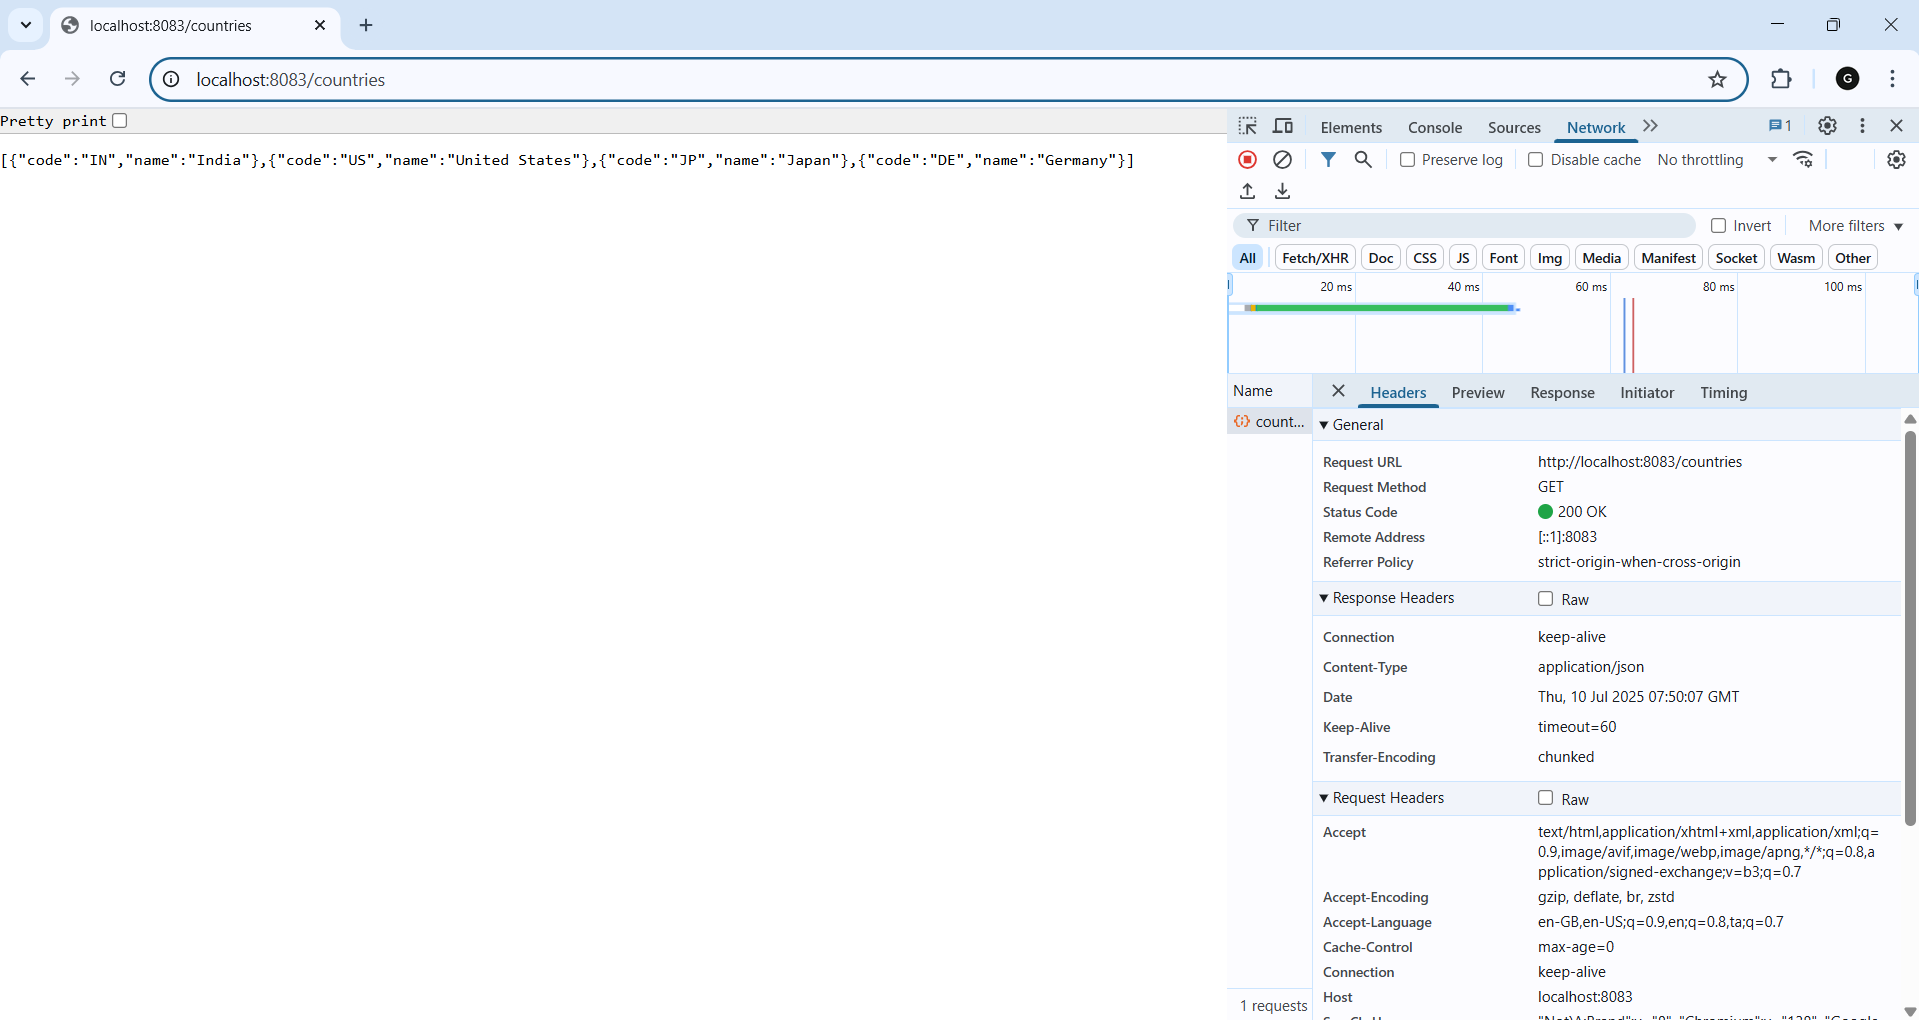 localhost:8083/countries
localhost:8083/countries
G
Pretty print
[{"code":"IN","name":"India"},{"code":"US","name":"United States"},{"code":"JP","name":"Japan"},{"code":"DE","name":"Germany"}]
Elements Console Sources Network 1
Preserve log Disable cache No throttling
Filter Invert More filters
All Fetch/XHR Doc CSS JS Font Img Media Manifest Socket Wasm Other
20 ms 40 ms 60 ms 80 ms 100 ms
Name Headers Preview Response Initiator Timing
count...
General
Request URL http://localhost:8083/countries
Request Method GET
Status Code 200 OK
Remote Address [::1]:8083
Referrer Policy strict-origin-when-cross-origin
Response Headers Raw
Connection keep-alive
Content-Type application/json
Date Thu, 10 Jul 2025 07:50:07 GMT
Keep-Alive timeout=60
Transfer-Encoding chunked
Request Headers Raw
Accept text/html,application/xhtml+xml,application/xml;q=
0.9,image/avif,image/webp,image/apng,*/*;q=0.8,a
pplication/signed-exchange;v=b3;q=0.7
Accept-Encoding gzip, deflate, br, zstd
Accept-Language en-GB,en-US;q=0.9,en;q=0.8,ta;q=0.7
Cache-Control max-age=0
Connection keep-alive
Host localhost:8083
1 requests